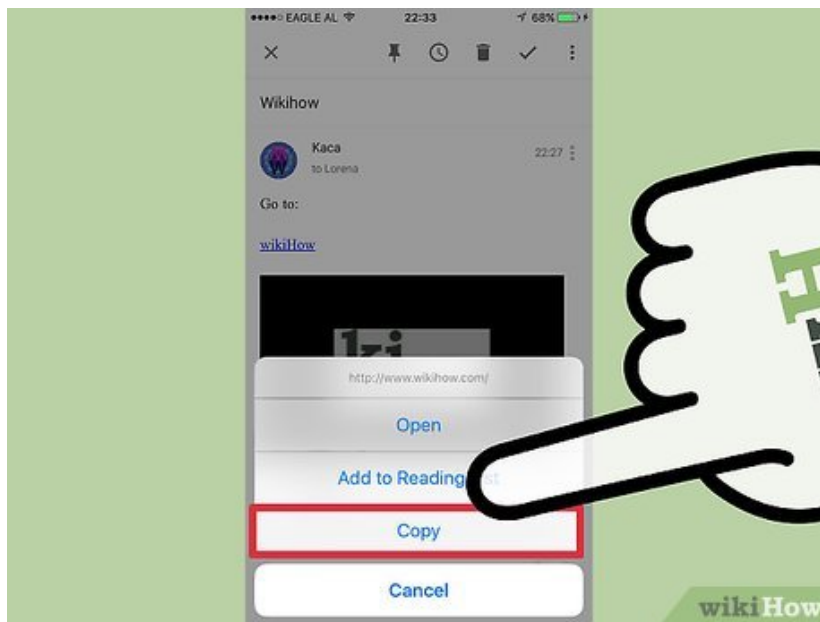 EAGLE AL 22:33 68%
Wikihow
Kaca 22:27
to Lorena
Go to:
wikiHow
ki
http://www.wikihow.com/
Open
Add to Reading
Copy
Cancel
wikiHow